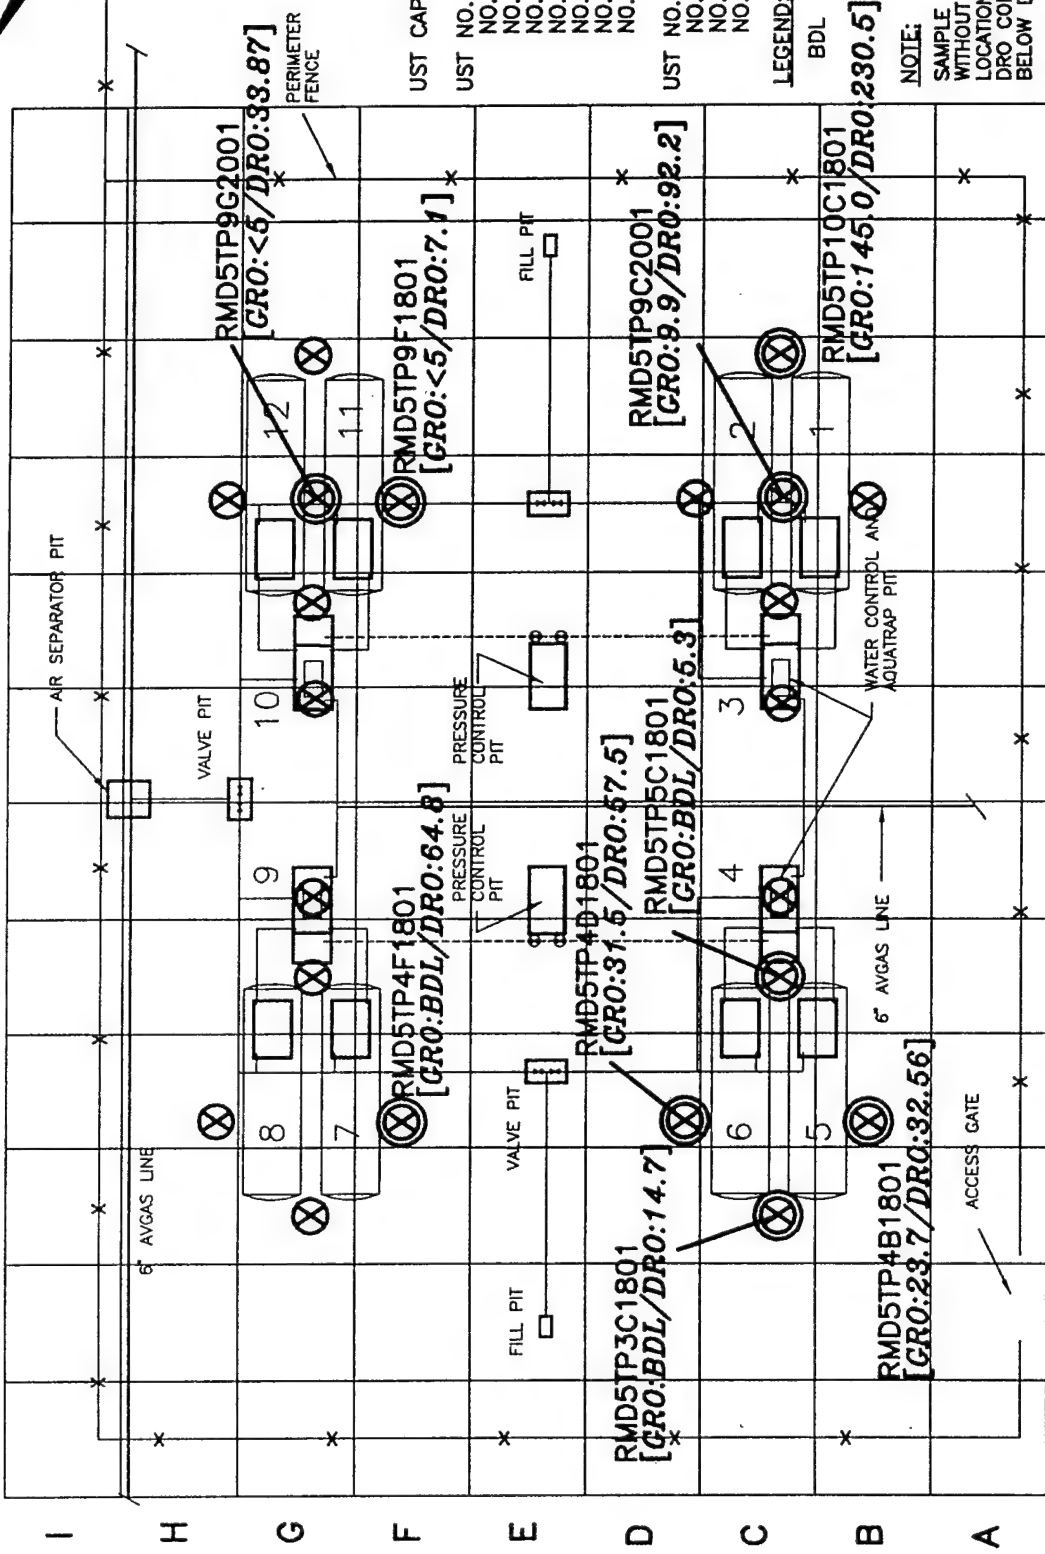 I
H
G
F
E
D
C
B
A
AIR SEPARATOR PIT
VALVE PIT
6" AVGAS LINE
PERIMETER
FENCE
RMD5TP9G2001
[GRO:<5/DRO:33.87]
RMD5TP9F1801
[GRO:<5/DRO:7.1]
12
11
10
9
8
7
RMD5TP4F1801
[GRO:BDL/DRO:64.8]
PRESSURE
CONTROL
PIT
PRESSURE
CONTROL
PIT
FILL PIT
VALVE PIT
FILL PIT
RMD5TP9C2001
[GRO:9.9/DRO:92.2]
RMD5TP4D1801
[GRO:31.5/DRO:57.5]
RMD5TP5C1801
[GRO:BDL/DRO:5.3]
RMD5TP3C1801
[GRO:BDL/DRO:14.7]
2
1
3
4
6
5
RMD5TP10C1801
[GRO:145.0/DRO:230.5]
WATER CONTROL AND
AQUATRAP PIT
6" AVGAS LINE
RMD5TP4B1801
[GRO:23.7/DRO:32.56]
ACCESS GATE
UST CAP
UST NO.
NO.
NO.
NO.
NO.
NO.
NO.
NO.
UST NO.
NO.
NO.
NO.
LEGEND:
BDL
NOTE:
SAMPLE
WITHOUT
LOCATION
DRO
BELOW